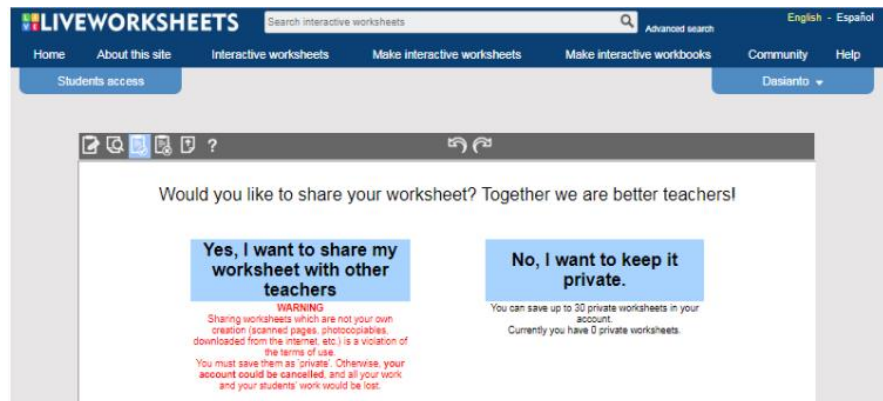 LIVEWORKSHEETS Search interactive worksheets Advanced search English - Español
Home About this site Interactive worksheets Make interactive worksheets Make interactive workbooks Community Help
Students access Dasianto
?
Would you like to share your worksheet? Together we are better teachers!
Yes, I want to share my
worksheet with other
teachers
WARNING
Sharing worksheets which are not your own
creation (scanned pages, photocopiables,
downloaded from the internet, etc.) is a violation of
the terms of use.
You must save them as 'private'. Otherwise, your
account could be cancelled, and all your work
and your students' work would be lost.
No, I want to keep it
private.
You can save up to 30 private worksheets in your
account.
Currently you have 0 private worksheets.